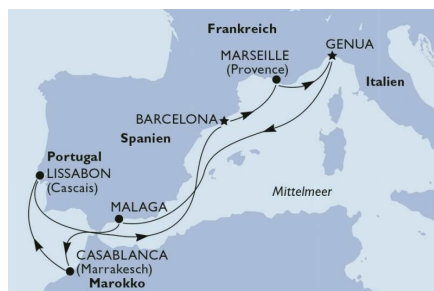 Frankreich
GENUA
MARSEILLE
(Provence)
Italien
BARCELONA
Spanien
Portugal
LISSABON
(Cascais)
Mittelmeer
MALAGA
CASABLANCA
(Marrakesch)
Marokko